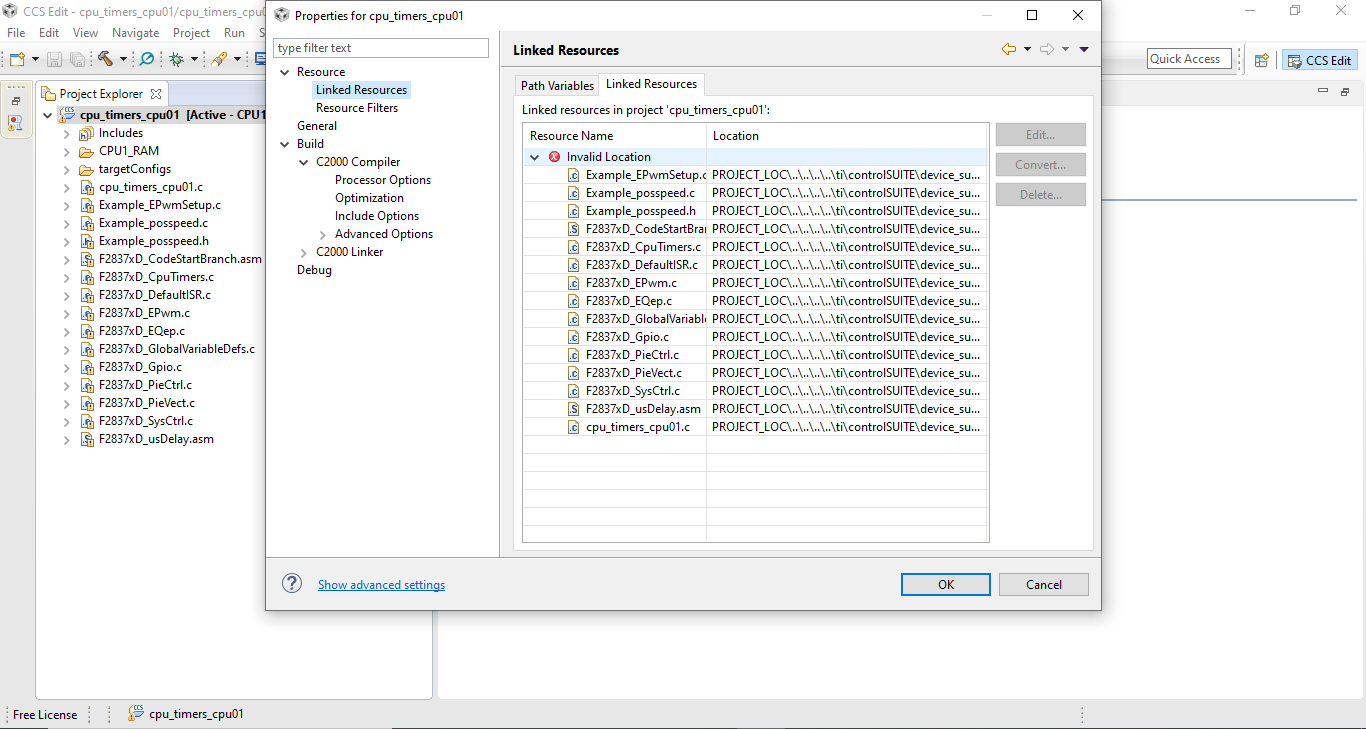 CCS Edit - cpu_timers_cpu01/cpu_timers_cpu0
File Edit View Navigate Project Run S
Quick Access
CCS Edit
Project Explorer
cpu_timers_cpu01 [Active - CPU1
Includes
CPU1_RAM
targetConfigs
cpu_timers_cpu01.c
Example_EPwmSetup.c
Example_posspeed.c
Example_posspeed.h
F2837xD_CodeStartBranch.asm
F2837xD_CpuTimers.c
F2837xD_DefaultISR.c
F2837xD_EPwm.c
F2837xD_EQep.c
F2837xD_GlobalVariableDefs.c
F2837xD_Gpio.c
F2837xD_PieCtrl.c
F2837xD_PieVect.c
F2837xD_SysCtrl.c
F2837xD_usDelay.asm
Properties for cpu_timers_cpu01
type filter text
Resource
Linked Resources
Resource Filters
General
Build
C2000 Compiler
Processor Options
Optimization
Include Options
Advanced Options
C2000 Linker
Debug
Linked Resources
Path Variables Linked Resources
Linked resources in project 'cpu_timers_cpu01':
Resource Name Location
Invalid Location
Example_EPwmSetup.c PROJECT_LOC\..\..\..\..\ti\controlSUITE\device_su...
Example_posspeed.c PROJECT_LOC\..\..\..\..\ti\controlSUITE\device_su...
Example_posspeed.h PROJECT_LOC\..\..\..\..\ti\controlSUITE\device_su...
F2837xD_CodeStartBran PROJECT_LOC\..\..\..\..\ti\controlSUITE\device_su...
F2837xD_CpuTimers.c PROJECT_LOC\..\..\..\..\ti\controlSUITE\device_su...
F2837xD_DefaultISR.c PROJECT_LOC\..\..\..\..\ti\controlSUITE\device_su...
F2837xD_EPwm.c PROJECT_LOC\..\..\..\..\ti\controlSUITE\device_su...
F2837xD_EQep.c PROJECT_LOC\..\..\..\..\ti\controlSUITE\device_su...
F2837xD_GlobalVariable PROJECT_LOC\..\..\..\..\ti\controlSUITE\device_su...
F2837xD_Gpio.c PROJECT_LOC\..\..\..\..\ti\controlSUITE\device_su...
F2837xD_PieCtrl.c PROJECT_LOC\..\..\..\..\ti\controlSUITE\device_su...
F2837xD_PieVect.c PROJECT_LOC\..\..\..\..\ti\controlSUITE\device_su...
F2837xD_SysCtrl.c PROJECT_LOC\..\..\..\..\ti\controlSUITE\device_su...
F2837xD_usDelay.asm PROJECT_LOC\..\..\..\..\ti\controlSUITE\device_su...
cpu_timers_cpu01.c PROJECT_LOC\..\..\..\..\ti\controlSUITE\device_su...
Edit...
Convert...
Delete...
Show advanced settings
OK Cancel
Free License
cpu_timers_cpu01